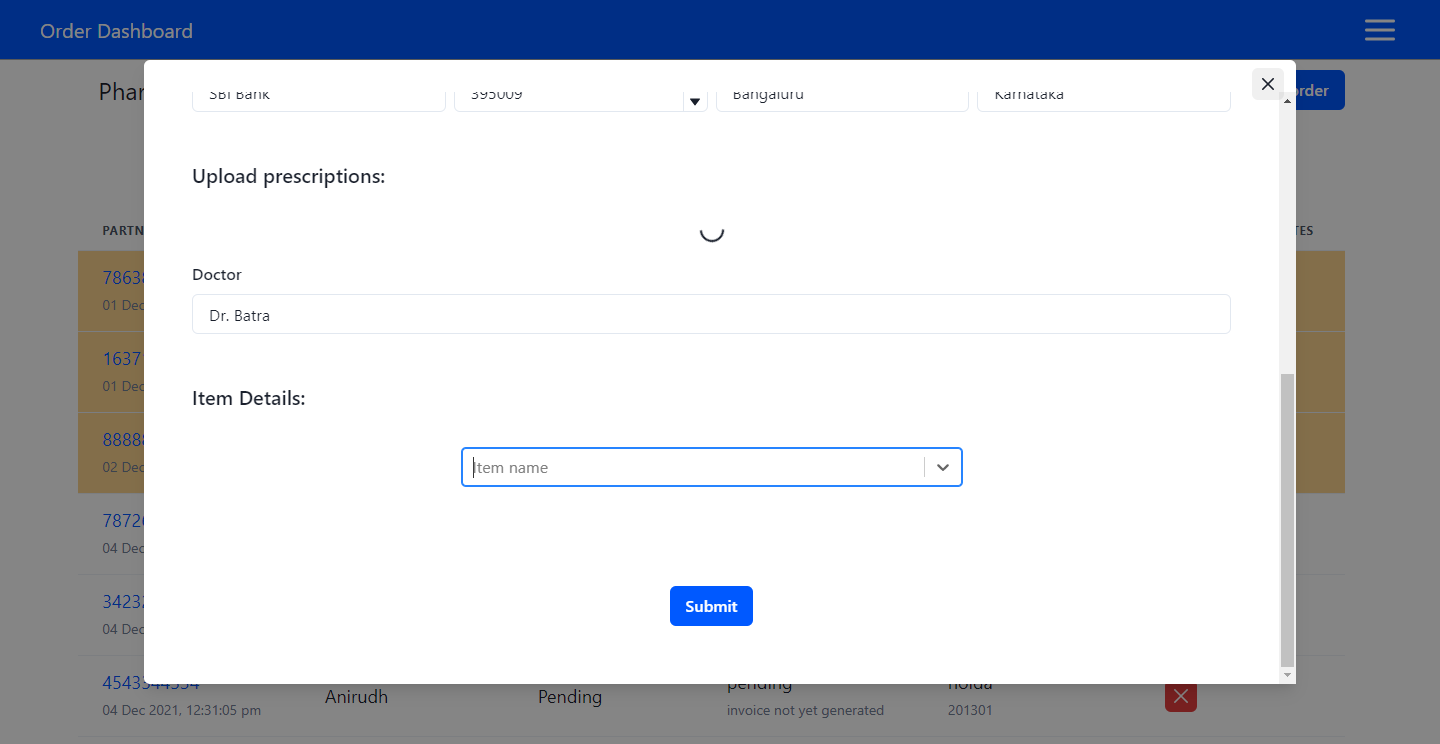 Order Dashboard
Phar
order
SBI Bank 395009 Bangaluru Karnataka
Upload prescriptions:
PARTN
TES
7863
01 Dec
Doctor
Dr. Batra
1637
01 Dec
Item Details:
8888
02 Dec
Item name
7872
04 Dec
3423
04 Dec
Submit
4543344534 Anirudh Pending pending noida
04 Dec 2021, 12:31:05 pm invoice not yet generated 201301